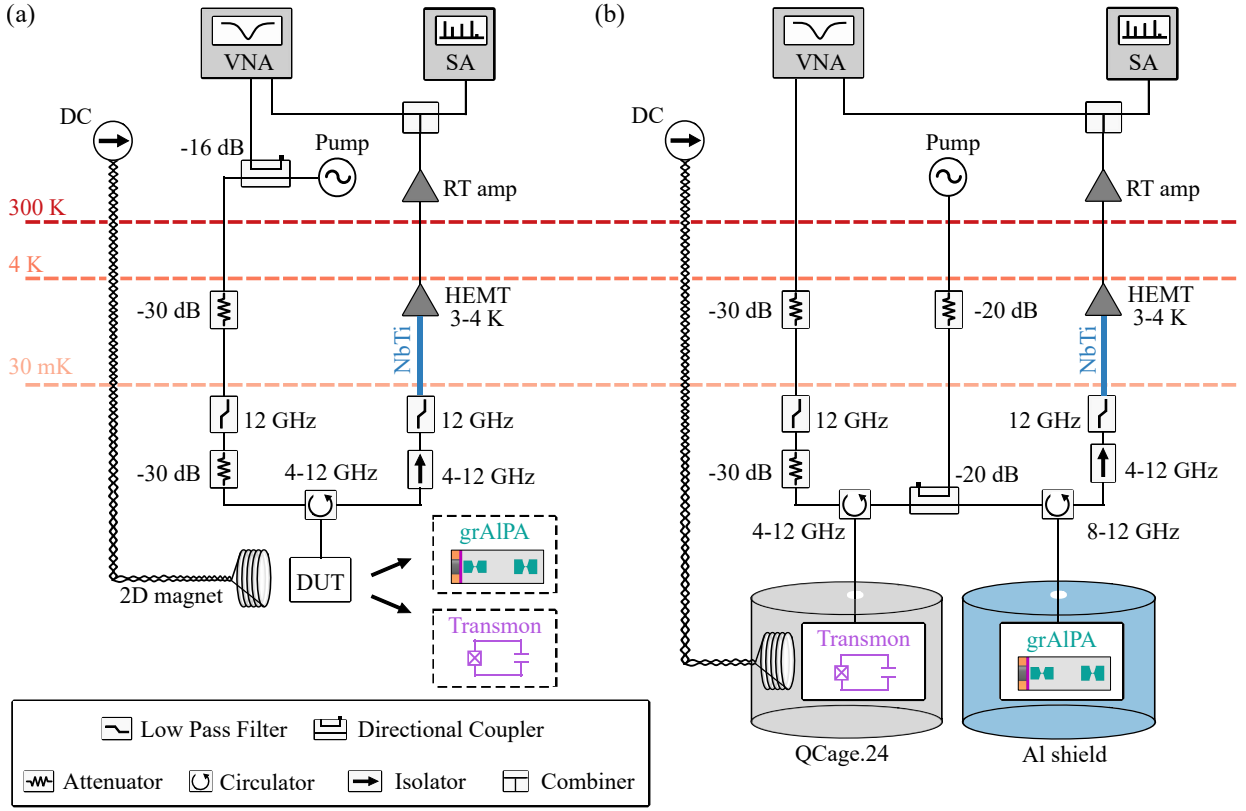 (a)
VNA
SA
DC
-16 dB
Pump
RT amp
300 K
4 K
-30 dB
HEMT
3-4 K
NbTi
30 mK
12 GHz
12 GHz
-30 dB
4-12 GHz
4-12 GHz
grAlPA
DUT
2D magnet
Transmon
(b)
VNA
SA
Pump
RT amp
-30 dB
-20 dB
HEMT
3-4 K
NbTi
12 GHz
12 GHz
-30 dB
-20 dB
4-12 GHz
4-12 GHz
8-12 GHz
Transmon
grAlPA
QCage.24
Al shield
Low Pass Filter
Directional Coupler
Attenuator
Circulator
Isolator
Combiner